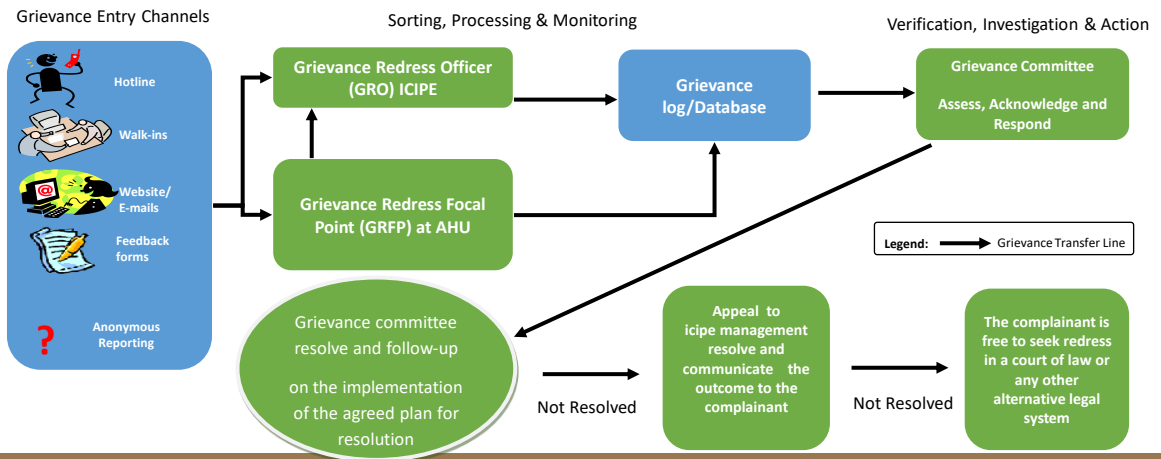 Grievance Entry Channels
Sorting, Processing & Monitoring
Verification, Investigation & Action
Hotline
Walk-ins
@
Website/
E-mails
Feedback
forms
?
Anonymous
Reporting
Grievance Redress Officer
(GRO) ICIPE
Grievance Redress Focal
Point (GRFP) at AHU
Grievance
log/Database
Grievance Committee
Assess, Acknowledge and
Respond
Legend:
Grievance Transfer Line
Grievance committee
resolve and follow-up
on the implementation
of the agreed plan for
resolution
Not Resolved
Appeal to
icipe management
resolve and
communicate the
outcome to the
complainant
Not Resolved
The complainant is
free to seek redress
in a court of law or
any other
alternative legal
system